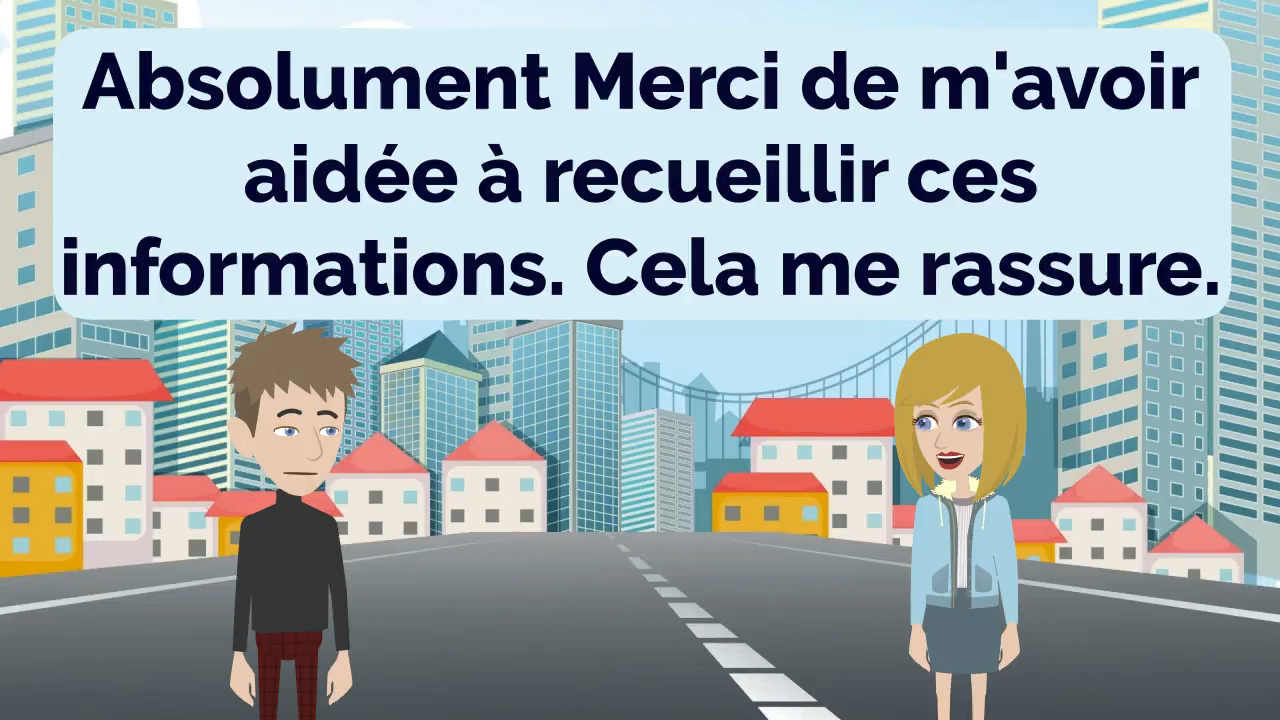 Absolument Merci de m'avoir
aidée à recueillir ces
informations. Cela me rassure.